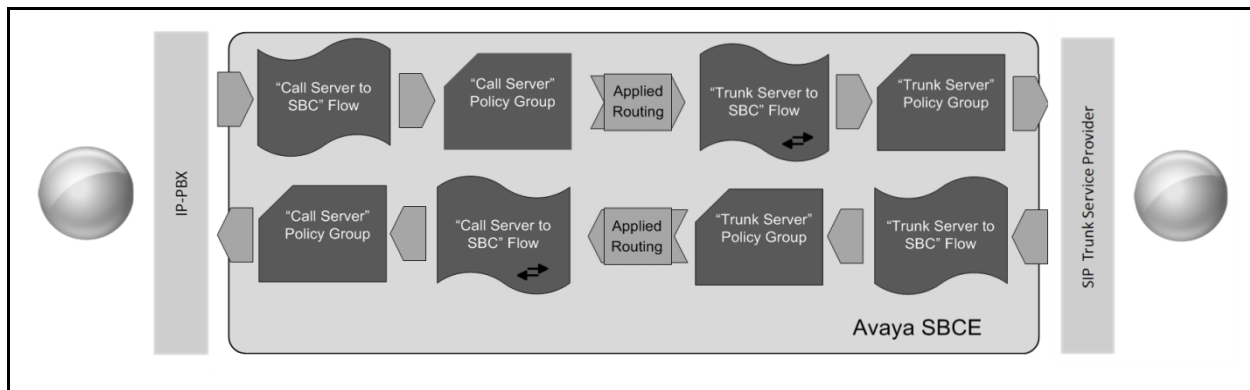 IP-PBX
“Call Server to
SBC” Flow
“Call Server”
Policy Group
Applied
Routing
“Trunk Server to
SBC” Flow
“Trunk Server”
Policy Group
“Call Server”
Policy Group
“Call Server to
SBC” Flow
Applied
Routing
“Trunk Server”
Policy Group
“Trunk Server to
SBC” Flow
Avaya SBCE
SIP Trunk Service Provider